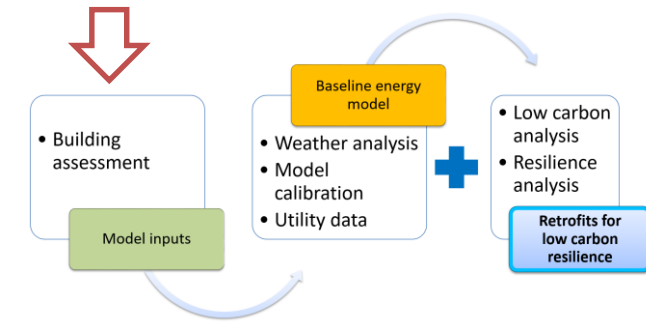 • Building
assessment
Model inputs
Baseline energy
model
• Weather analysis
• Model
calibration
• Utility data
• Low carbon
analysis
• Resilience
analysis
Retrofits for
low carbon
resilience